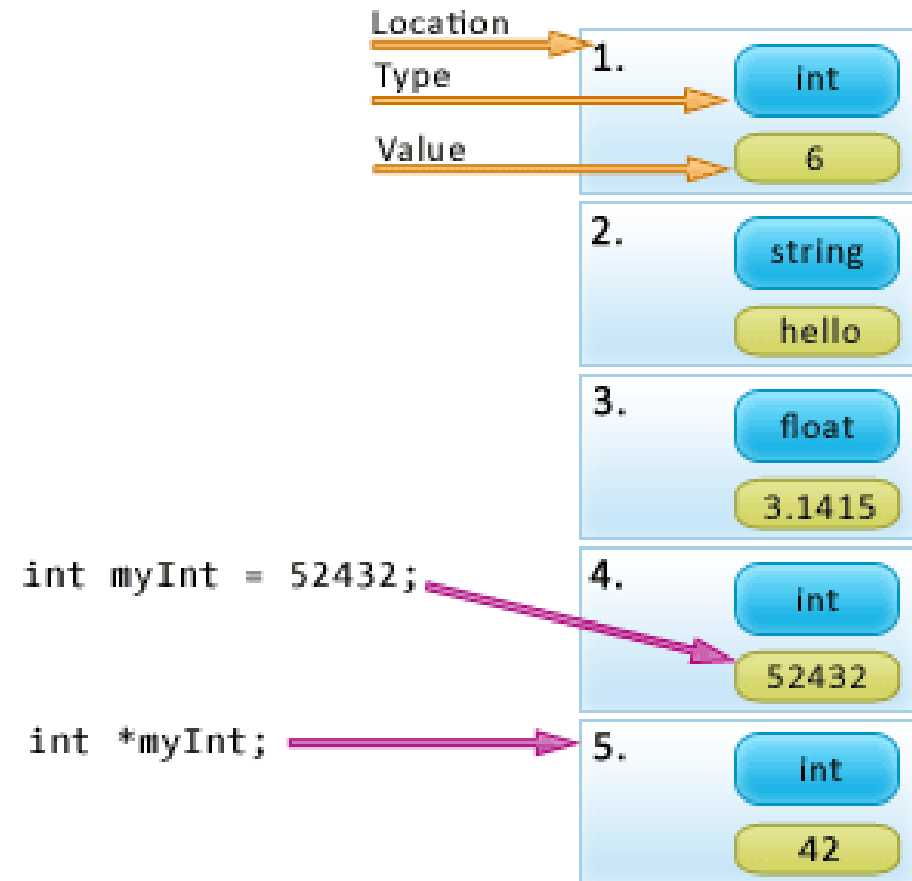 Location
1.
Type
int
Value
6
2.
string
hello
3.
float
3.1415
int myInt = 52432;
4.
int
52432
int *myInt;
5.
int
42